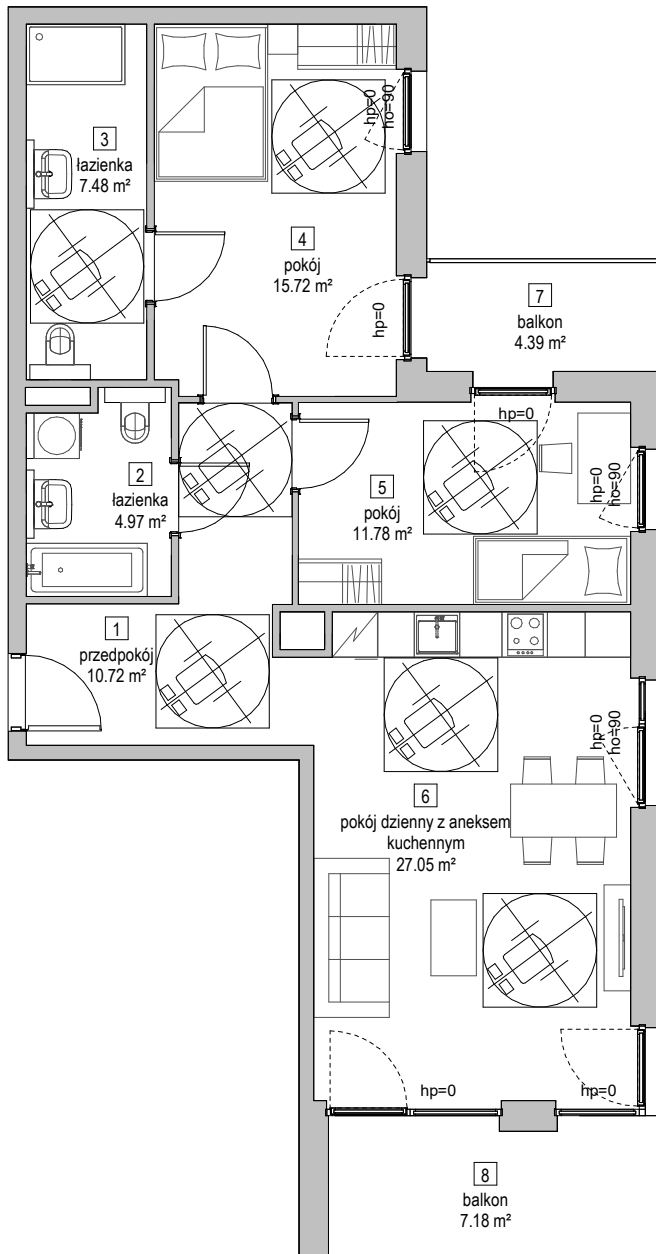 hp=0
ho=90
3
łazienka
7.48 m²
4
pokój
15.72 m²
hp=0
7
balkon
4.39 m²
hp=0
2
łazienka
4.97 m²
5
pokój
11.78 m²
hp=0
ho=90
1
przedpokój
10.72 m²
hp=0
ho=90
6
pokój dzienny z aneksem
kuchennym
27.05 m²
hp=0
hp=0
8
balkon
7.18 m²